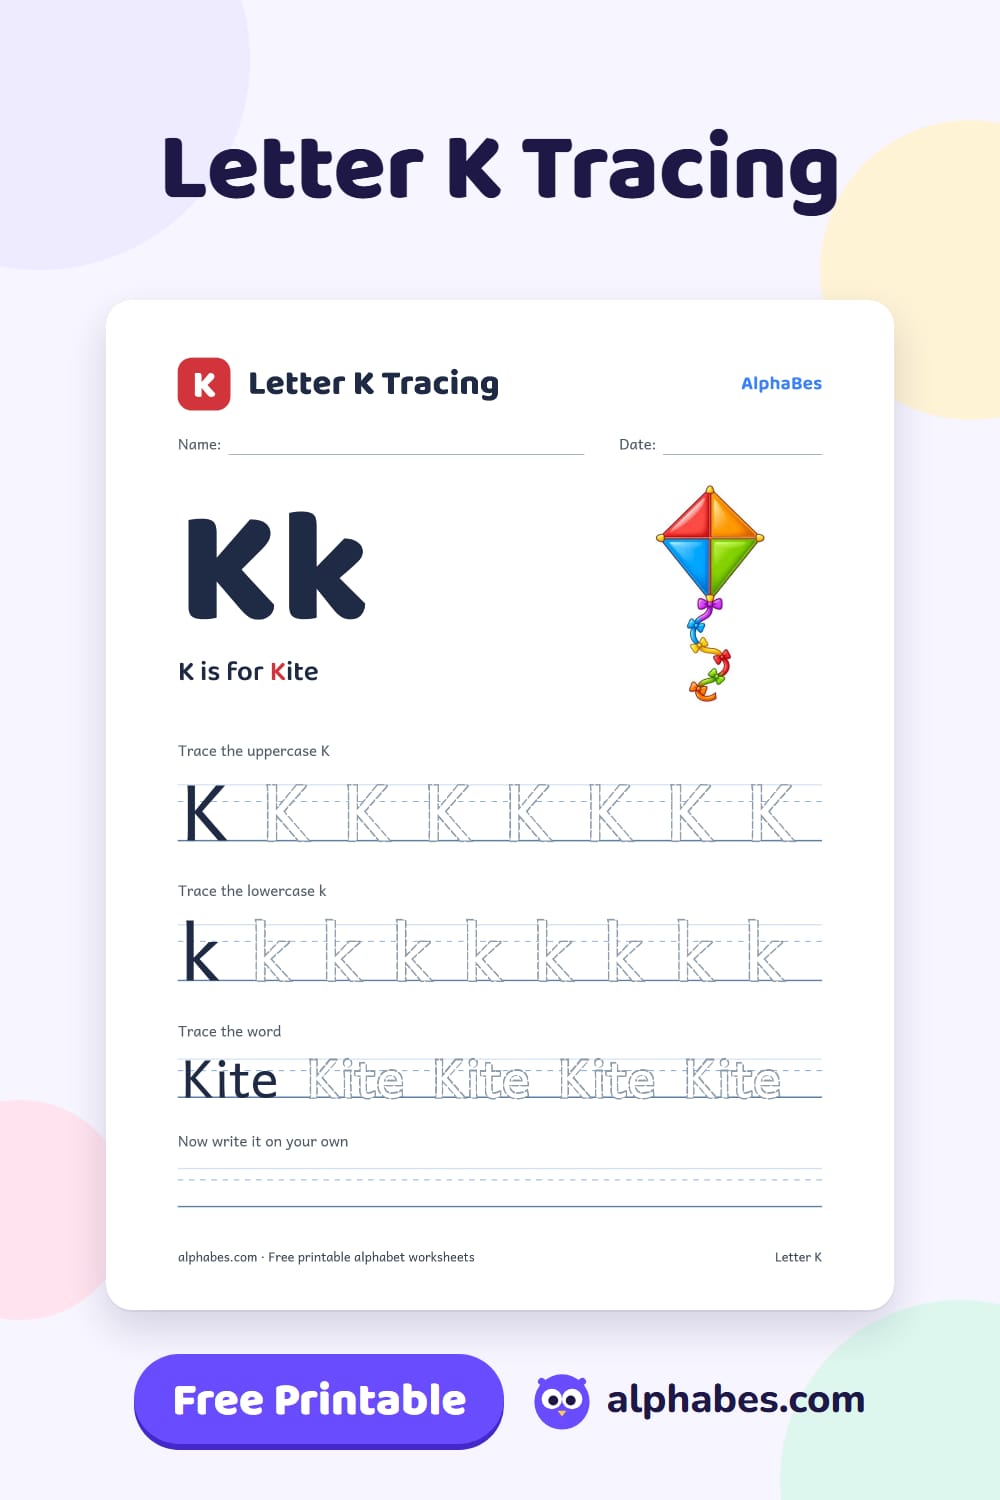 Letter K Tracing
K Letter K Tracing AlphaBes
Name: Date:
Kk
K is for Kite
Trace the uppercase K
K K K K K K K K
Trace the lowercase k
k k k k k k k k k
Trace the word
Kite Kite Kite Kite Kite
Now write it on your own
alphabes.com · Free printable alphabet worksheets Letter K
Free Printable alphabes.com